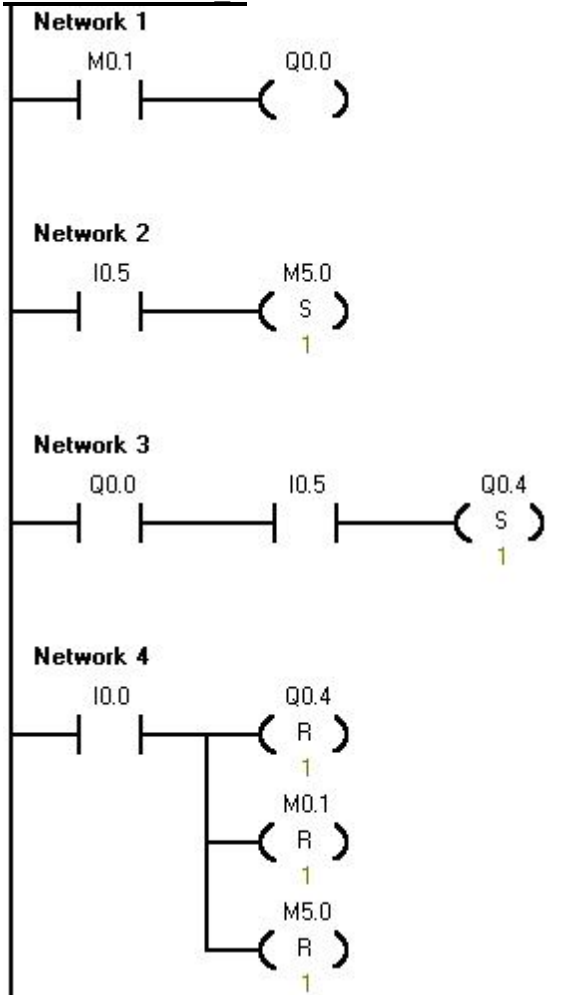 Network 1
M0.1 Q0.0
Network 2
I0.5 M5.0
S
1
Network 3
Q0.0 I0.5 Q0.4
S
1
Network 4
I0.0 Q0.4
R
1
M0.1
R
1
M5.0
R
1